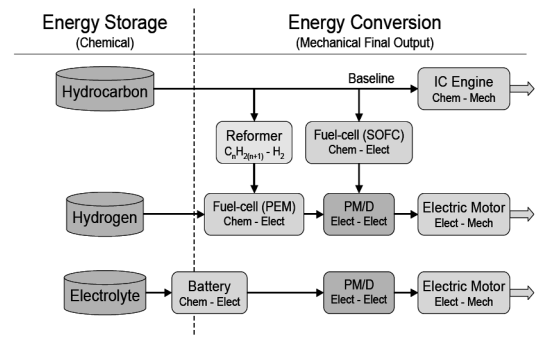 Energy Storage
(Chemical)
Energy Conversion
(Mechanical Final Output)
Hydrocarbon
Baseline
IC Engine
Chem - Mech
Reformer
CₙH₂₍ₙ₊₁₎ - H₂
Fuel-cell (SOFC)
Chem - Elect
Hydrogen
Fuel-cell (PEM)
Chem - Elect
PM/D
Elect - Elect
Electric Motor
Elect - Mech
Electrolyte
Battery
Chem - Elect
PM/D
Elect - Elect
Electric Motor
Elect - Mech